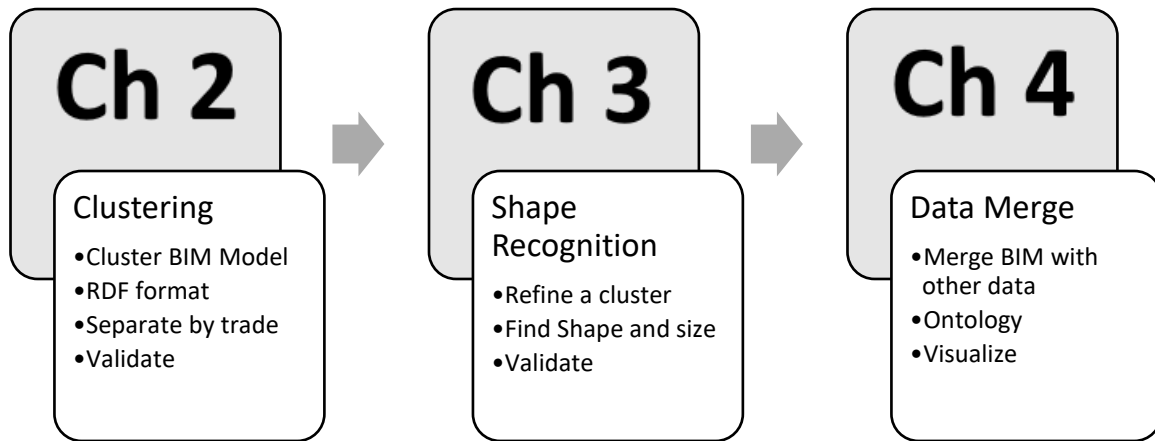 Ch 2
Clustering
•Cluster BIM Model
•RDF format
•Separate by trade
•Validate
Ch 3
Shape
Recognition
•Refine a cluster
•Find Shape and size
•Validate
Ch 4
Data Merge
•Merge BIM with
other data
•Ontology
•Visualize